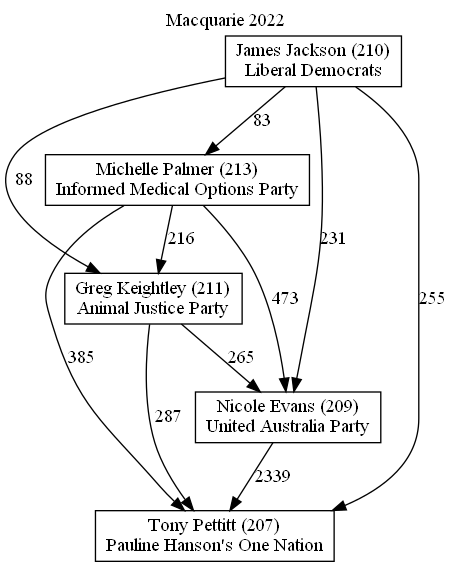 Macquarie 2022
James Jackson (210)
Liberal Democrats
83
Michelle Palmer (213)
Informed Medical Options Party
88
216
231
Greg Keightley (211)
Animal Justice Party
473
255
385
265
287
Nicole Evans (209)
United Australia Party
2339
Tony Pettitt (207)
Pauline Hanson's One Nation